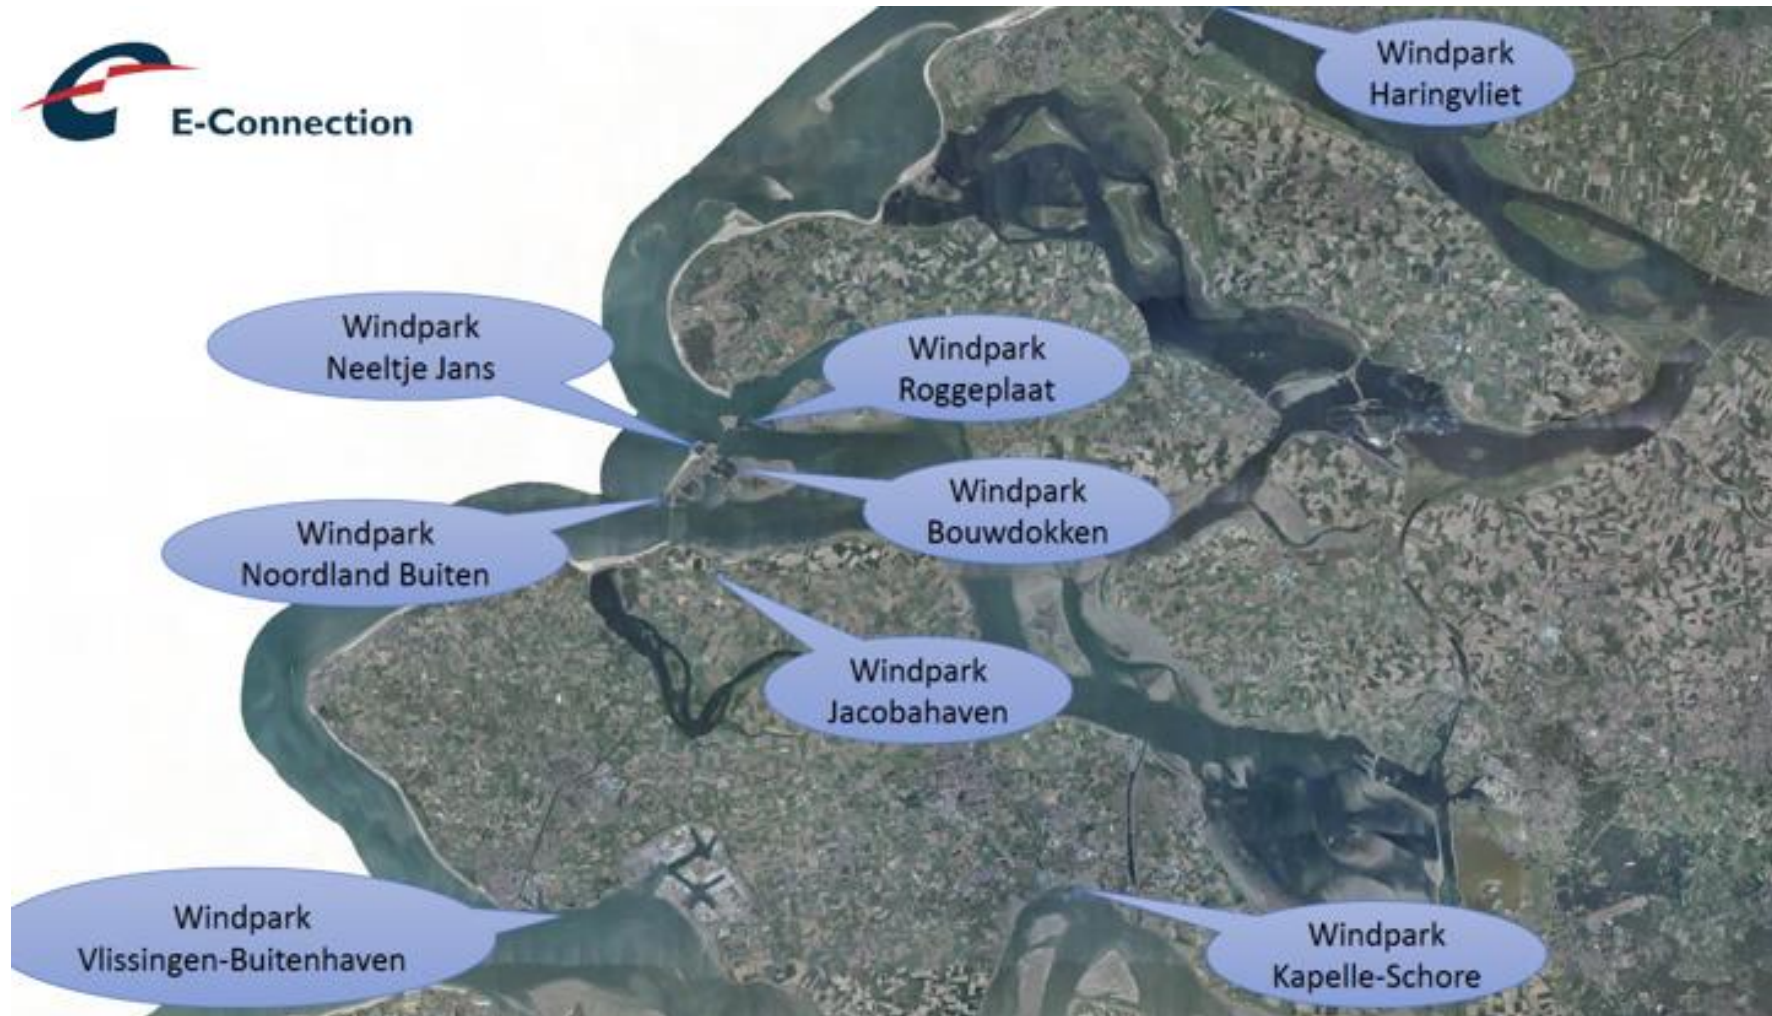 E-Connection
Windpark
Haringvliet
Windpark
Neeltje Jans
Windpark
Roggeplaat
Windpark
Bouwdokken
Windpark
Noordland Buiten
Windpark
Jacobahaven
Windpark
Vlissingen-Buitenhaven
Windpark
Kapelle-Schore